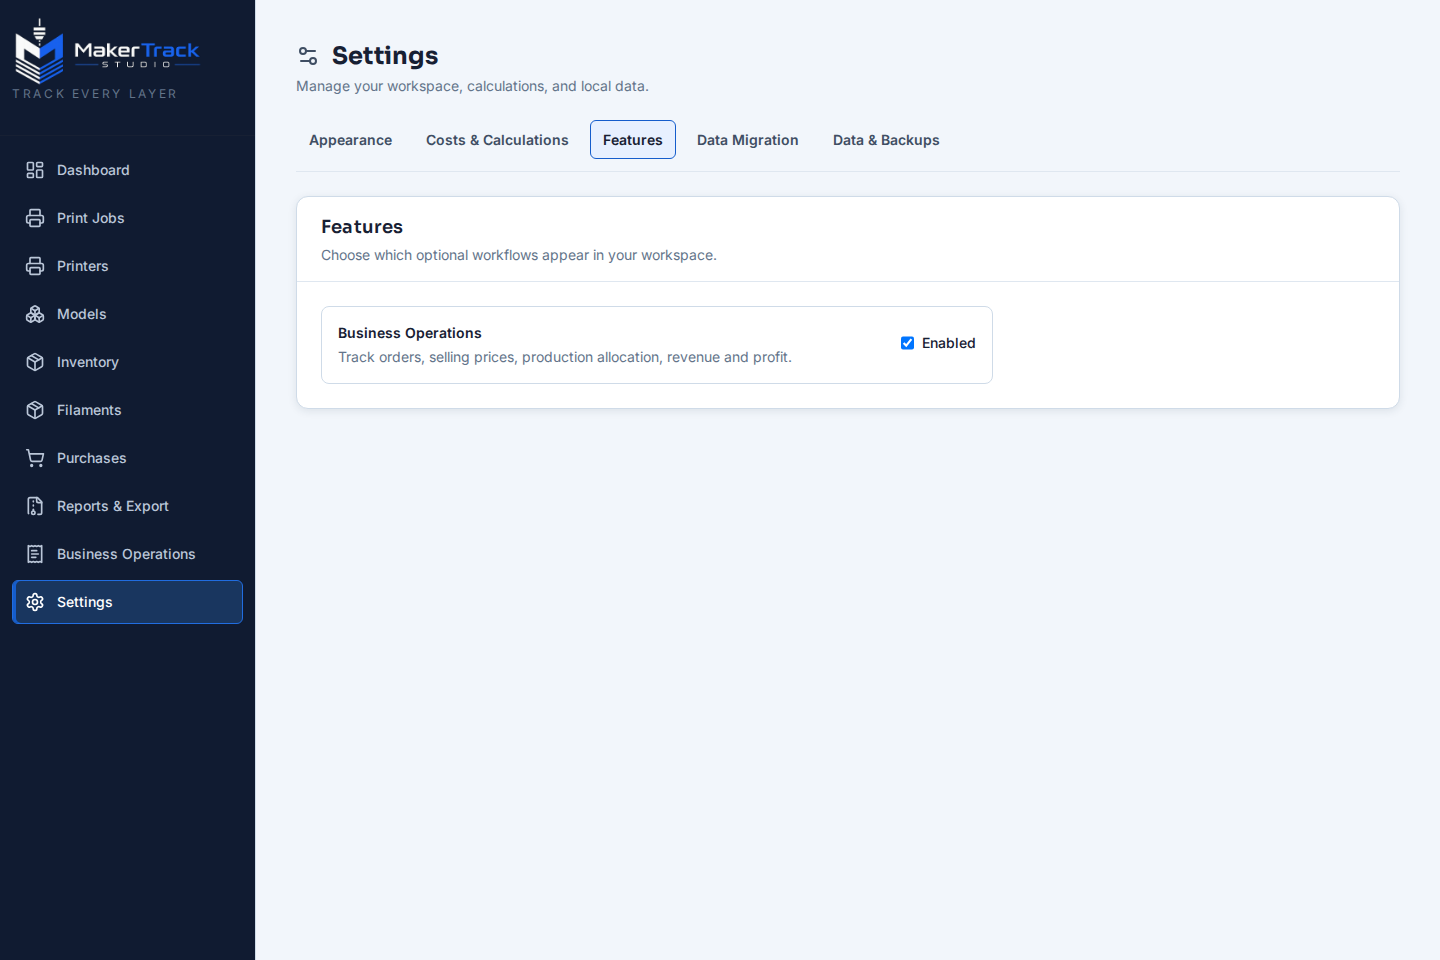 MakerTrack
STUDIO
TRACK EVERY LAYER
Dashboard
Print Jobs
Printers
Models
Inventory
Filaments
Purchases
Reports & Export
Business Operations
Settings
Settings
Manage your workspace, calculations, and local data.
Appearance Costs & Calculations Features Data Migration Data & Backups
Features
Choose which optional workflows appear in your workspace.
Business Operations
Track orders, selling prices, production allocation, revenue and profit.
Enabled